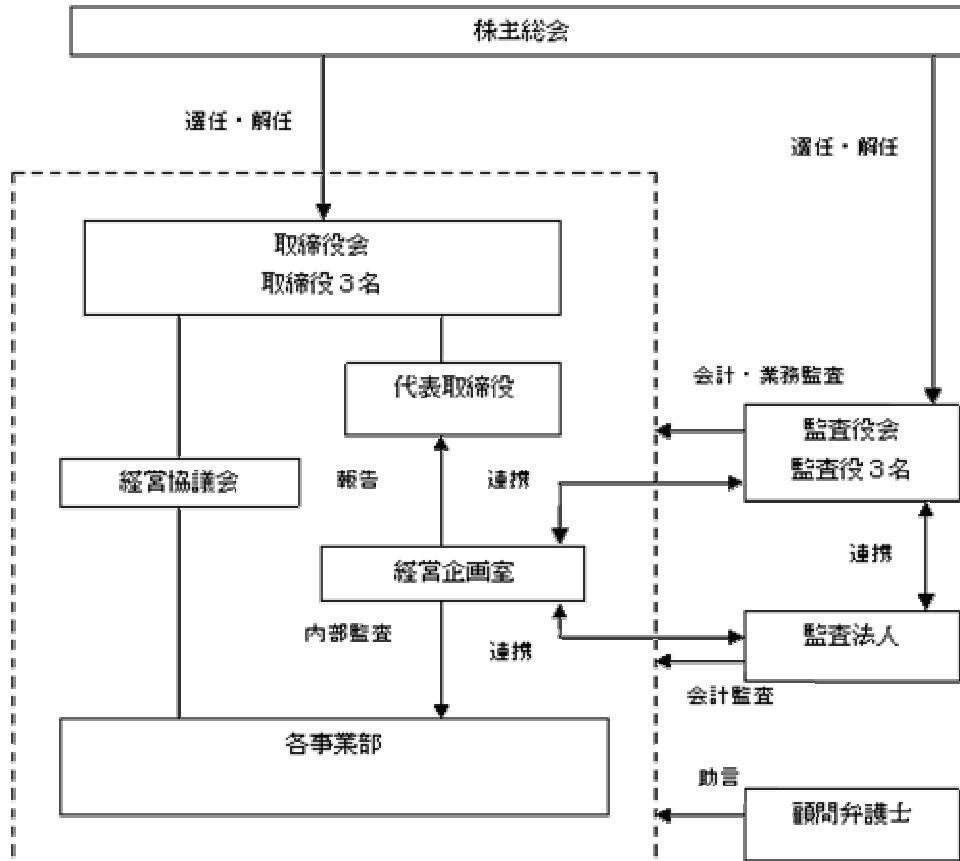 株主総会
選任・解任
選任・解任
取締役会
取締役３名
代表取締役
会計・業務監査
監査役会
監査役３名
経営協議会
報告
連携
連携
経営企画室
内部監査
連携
監査法人
会計監査
各事業部
助言
顧問弁護士